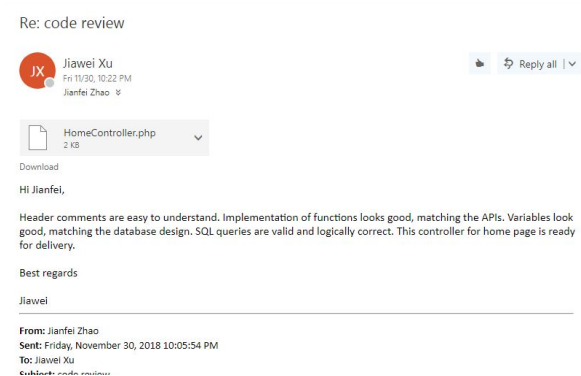 Re: code review
JX
Jiawei Xu
Fri 11/30, 10:22 PM
Jianfei Zhao
Reply all
HomeController.php
2 KB
Download
Hi Jianfei,
Header comments are easy to understand. Implementation of functions looks good, matching the APIs. Variables look
good, matching the database design. SQL queries are valid and logically correct. This controller for home page is ready
for delivery.
Best regards
Jiawei
From: Jianfei Zhao
Sent: Friday, November 30, 2018 10:05:54 PM
To: Jiawei Xu
Subject: code review